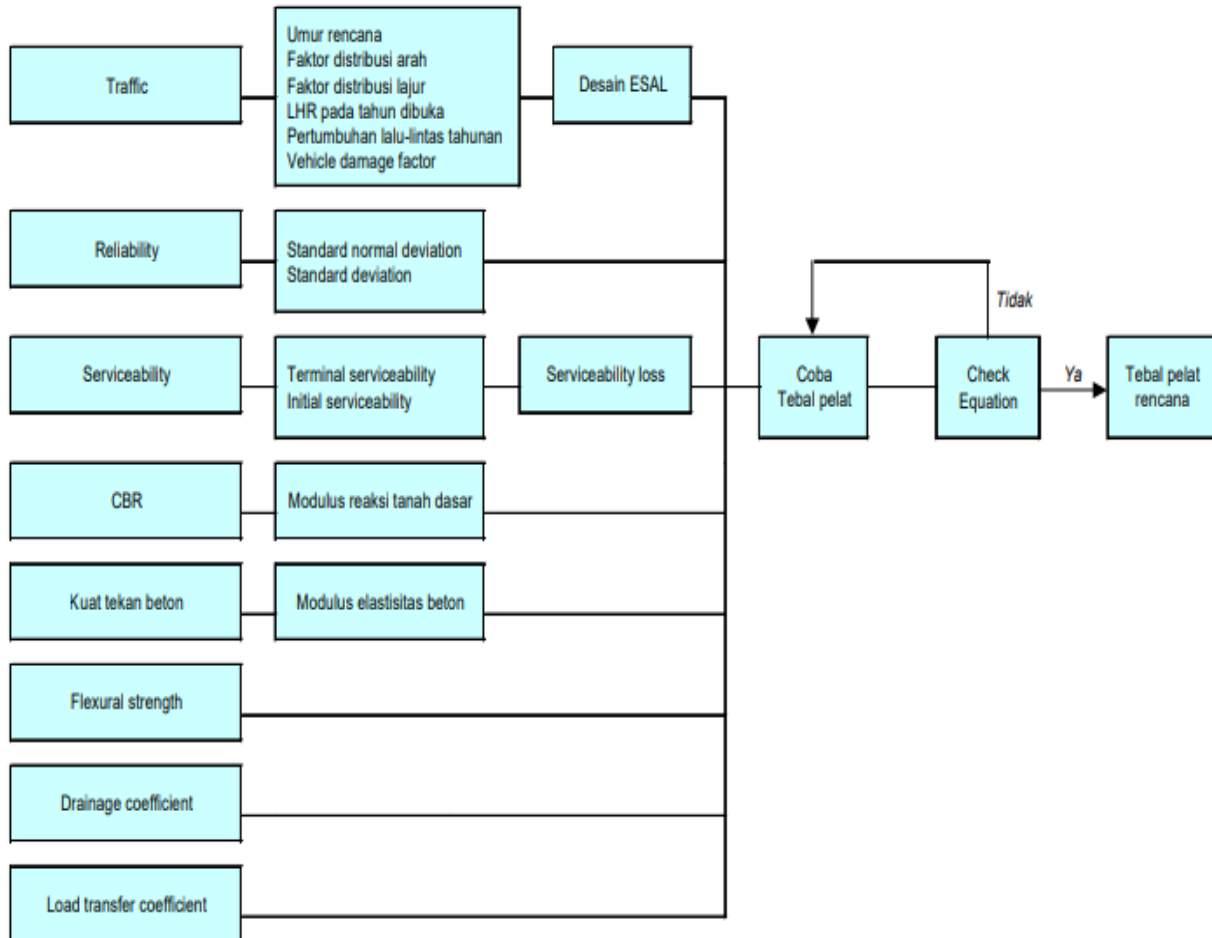 Traffic
Umur rencana
Faktor distribusi arah
Faktor distribusi lajur
LHR pada tahun dibuka
Pertumbuhan lalu-lintas tahunan
Vehicle damage factor
Desain ESAL
Reliability
Standard normal deviation
Standard deviation
Serviceability
Terminal serviceability
Initial serviceability
Serviceability loss
Coba
Tebal pelat
Tidak
Check
Equation
Ya
Tebal pelat
rencana
CBR
Modulus reaksi tanah dasar
Kuat tekan beton
Modulus elastisitas beton
Flexural strength
Drainage coefficient
Load transfer coefficient